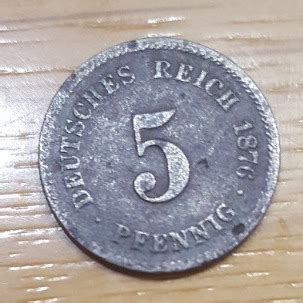 DEUTSCHES REICH 1876
5
· PFENNIG ·